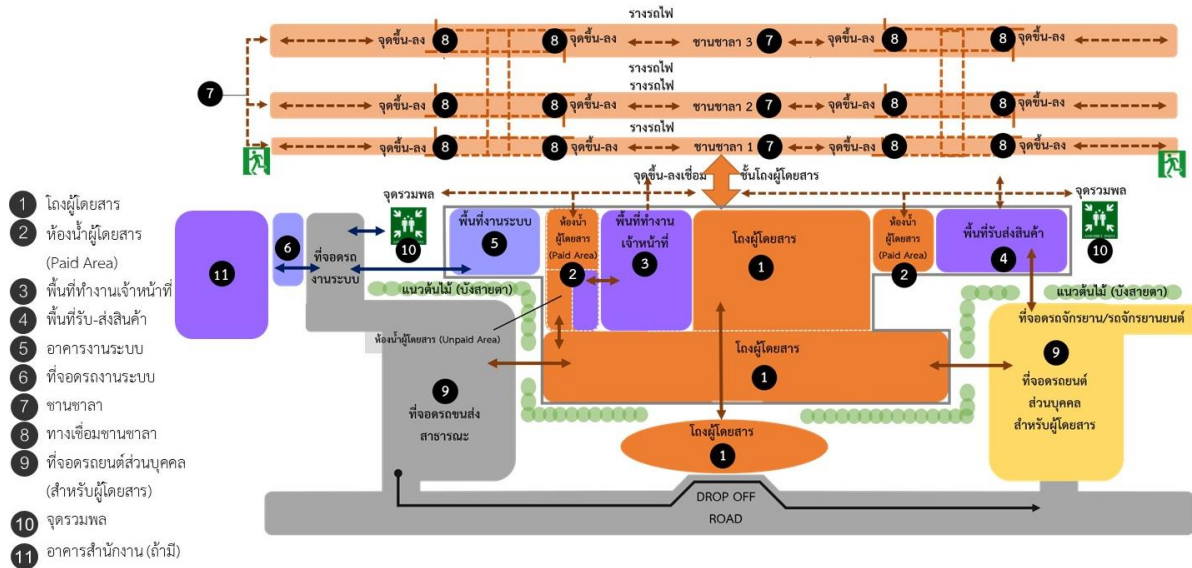 รางรถไฟ
จุดขึ้น-ลง 8 8 จุดขึ้น-ลง ชานชาลา 3 7 จุดขึ้น-ลง 8 8 จุดขึ้น-ลง
รางรถไฟ
7
รางรถไฟ
จุดขึ้น-ลง 8 8 จุดขึ้น-ลง ชานชาลา 2 7 จุดขึ้น-ลง 8 8 จุดขึ้น-ลง
รางรถไฟ
จุดขึ้น-ลง 8 8 จุดขึ้น-ลง ชานชาลา 1 7 จุดขึ้น-ลง 8 8 จุดขึ้น-ลง
จุดขึ้น-ลงเชื่อม ชั้นโถงผู้โดยสาร
จุดรวมพล
10
จุดรวมพล
10
1 โถงผู้โดยสาร
2 ห้องน้ำผู้โดยสาร
(Paid Area)
3 พื้นที่ทำงานเจ้าหน้าที่
4 พื้นที่รับ-ส่งสินค้า
5 อาคารงานระบบ
6 ที่จอดรถงานระบบ
7 ชานชาลา
8 ทางเชื่อมชานชาลา
9 ที่จอดรถยนต์ส่วนบุคคล
(สำหรับผู้โดยสาร)
10 จุดรวมพล
11 อาคารสำนักงาน (ถ้ามี)
11
6
ที่จอดรถ
งานระบบ
พื้นที่งานระบบ
5
ห้องน้ำ
ผู้โดยสาร
(Paid Area)
2
พื้นที่ทำงาน
เจ้าหน้าที่
3
โถงผู้โดยสาร
1
ห้องน้ำ
ผู้โดยสาร
(Paid Area)
2
พื้นที่รับส่งสินค้า
4
แนวต้นไม้ (บังสายตา)
แนวต้นไม้ (บังสายตา)
ห้องน้ำผู้โดยสาร (Unpaid Area)
ที่จอดรถจักรยาน/รถจักรยานยนต์
9
ที่จอดรถขนส่ง
สาธารณะ
โถงผู้โดยสาร
1
9
ที่จอดรถยนต์
ส่วนบุคคล
สำหรับผู้โดยสาร
โถงผู้โดยสาร
1
DROP OFF
ROAD